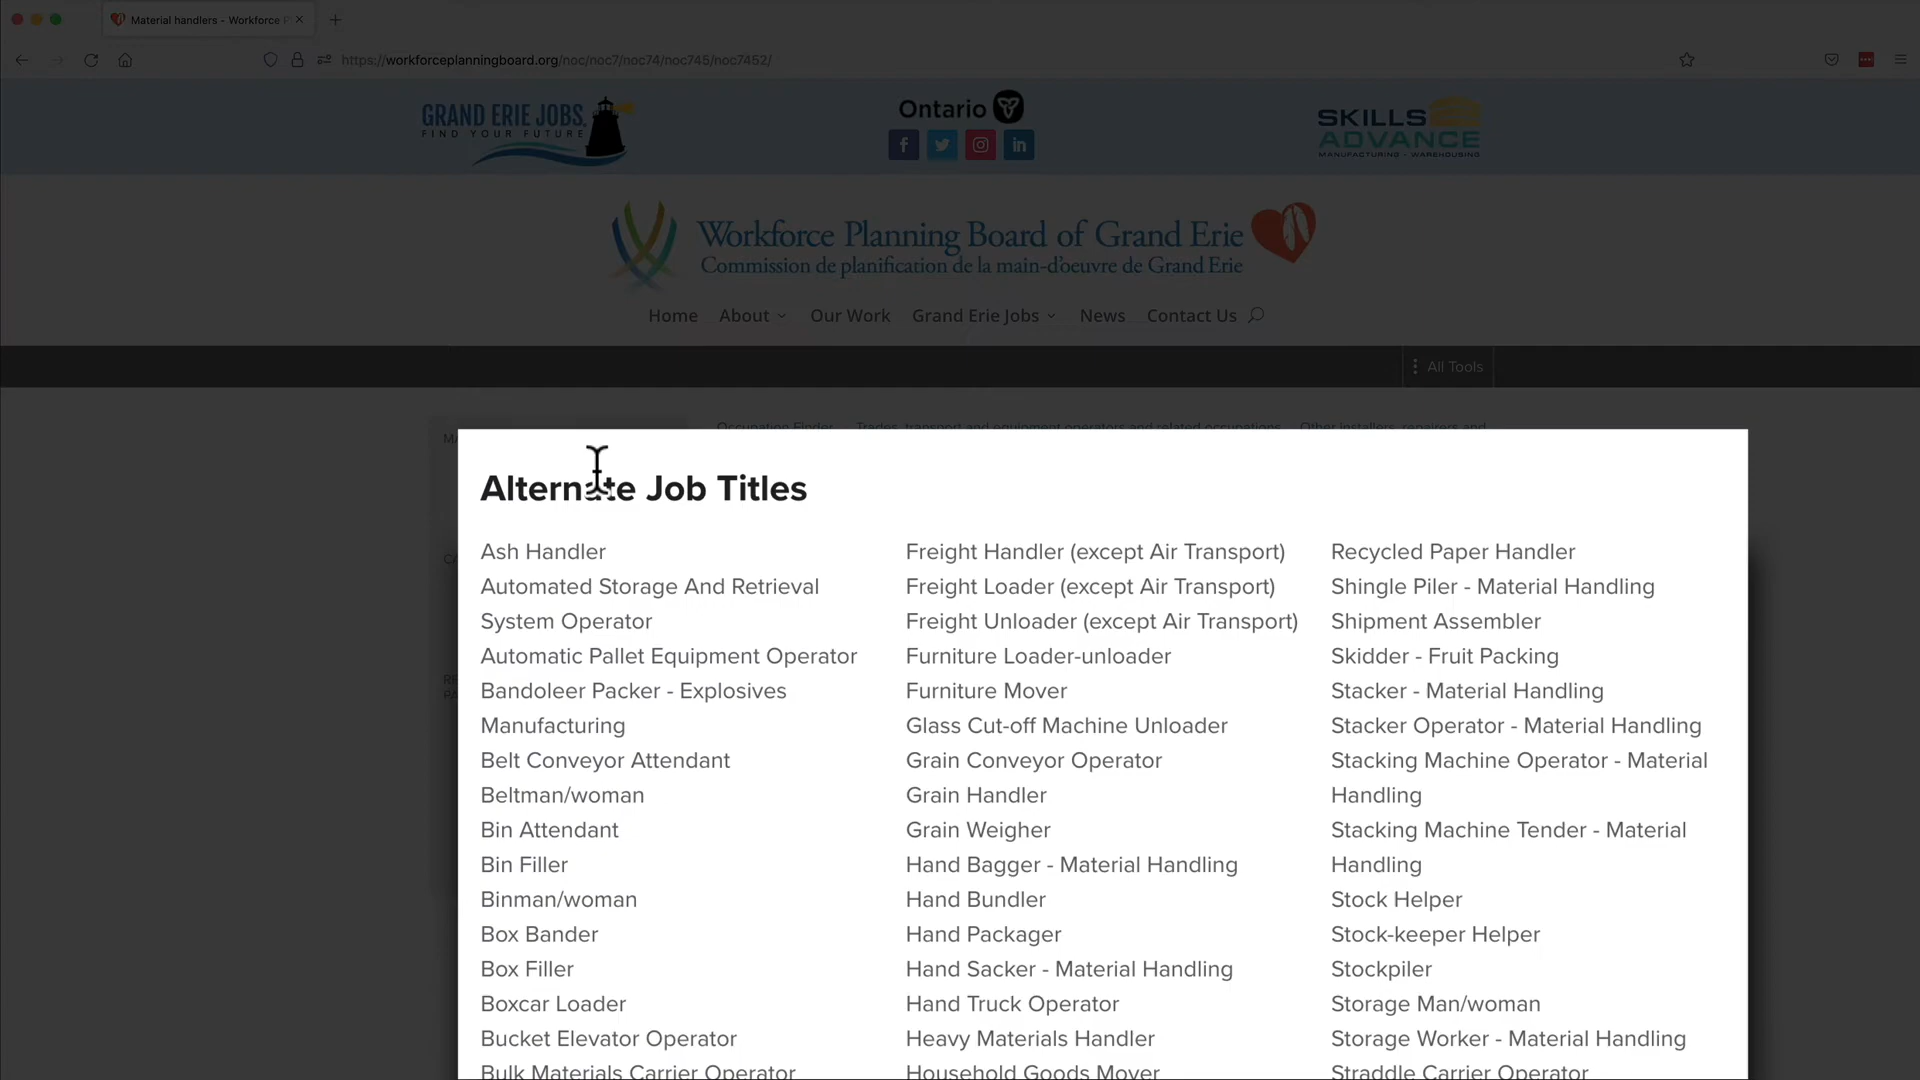 Material handlers - Workforce P
https://workforceplanningboard.org/noc/noc7/noc74/noc745/noc7452/
GRAND ERIE JOBS.
FIND YOUR FUTURE
Ontario
SKILLS
ADVANCE
MANUFACTURING - WAREHOUSING
Workforce Planning Board of Grand Erie
Commission de planification de la main-d'oeuvre de Grand Erie
Home About Our Work Grand Erie Jobs News Contact Us
All Tools
Occupation Finder Trades, transport and equipment operators and related occupations Other installers, repairers and
Alternate Job Titles
Ash Handler
Automated Storage And Retrieval
System Operator
Automatic Pallet Equipment Operator
Bandoleer Packer - Explosives
Manufacturing
Belt Conveyor Attendant
Beltman/woman
Bin Attendant
Bin Filler
Binman/woman
Box Bander
Box Filler
Boxcar Loader
Bucket Elevator Operator
Bulk Materials Carrier Operator
Freight Handler (except Air Transport)
Freight Loader (except Air Transport)
Freight Unloader (except Air Transport)
Furniture Loader-unloader
Furniture Mover
Glass Cut-off Machine Unloader
Grain Conveyor Operator
Grain Handler
Grain Weigher
Hand Bagger - Material Handling
Hand Bundler
Hand Packager
Hand Sacker - Material Handling
Hand Truck Operator
Heavy Materials Handler
Household Goods Mover
Recycled Paper Handler
Shingle Piler - Material Handling
Shipment Assembler
Skidder - Fruit Packing
Stacker - Material Handling
Stacker Operator - Material Handling
Stacking Machine Operator - Material
Handling
Stacking Machine Tender - Material
Handling
Stock Helper
Stock-keeper Helper
Stockpiler
Storage Man/woman
Storage Worker - Material Handling
Straddle Carrier Operator